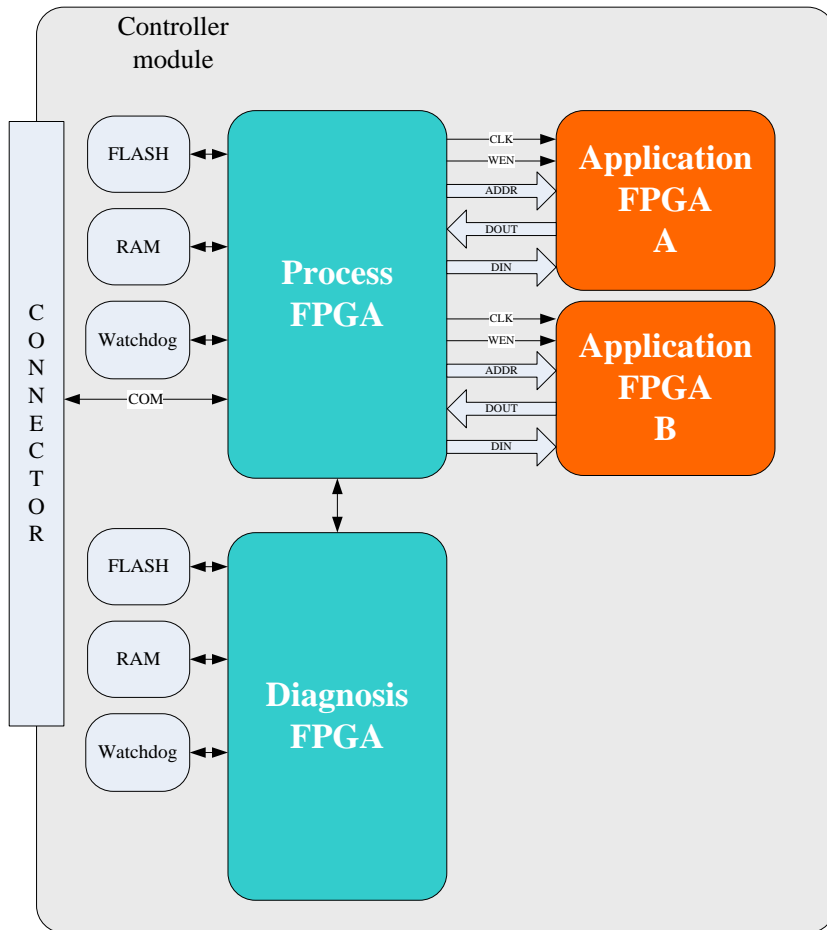 Controller
module
CONNECTOR
FLASH
RAM
Watchdog
COM
Process
FPGA
CLK
WEN
ADDR
DOUT
DIN
Application
FPGA
A
CLK
WEN
ADDR
DOUT
DIN
Application
FPGA
B
FLASH
RAM
Watchdog
Diagnosis
FPGA